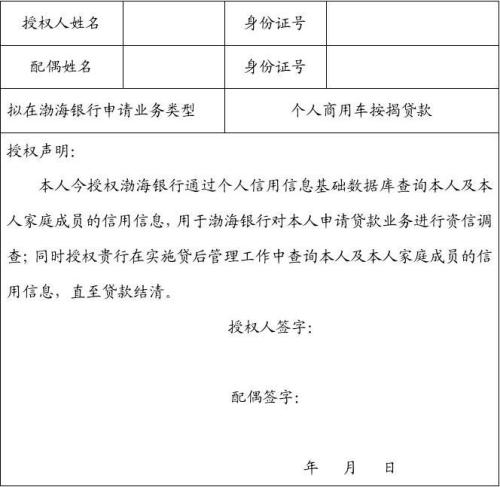 授权人姓名 身份证号
配偶姓名 身份证号
拟在渤海银行申请业务类型 个人商用车按揭贷款
授权声明：
本人今授权渤海银行通过个人信用信息基础数据库查询本人及本
人家庭成员的信用信息，用于渤海银行对本人申请贷款业务进行资信调
查；同时授权贵行在实施贷后管理工作中查询本人及本人家庭成员的信
用信息，直至贷款结清。
授权人签字：
配偶签字：
年 月 日